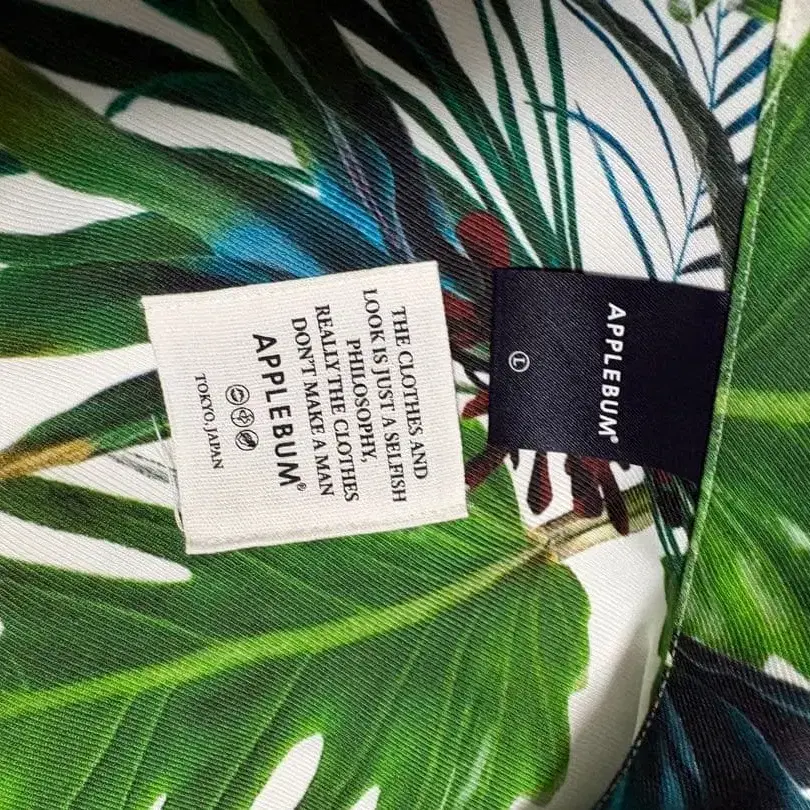 THE CLOTHES AND
LOOK IS JUST A SELFISH
PHILOSOPHY,
REALLY THE CLOTHES
DON'T MAKE A MAN
APPLEBUM®
TOKYO, JAPAN
APPLEBUM®
L